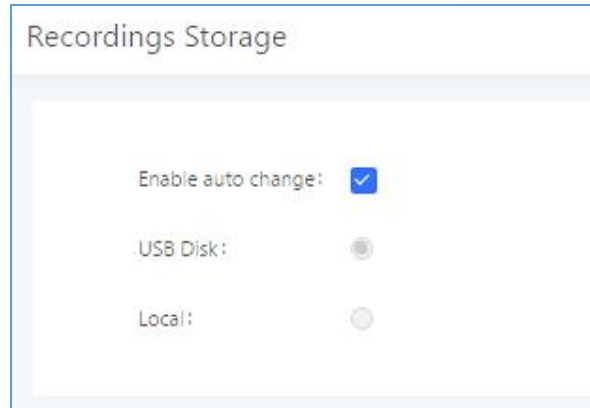 Recordings Storage
Enable auto change:
USB Disk:
Local: